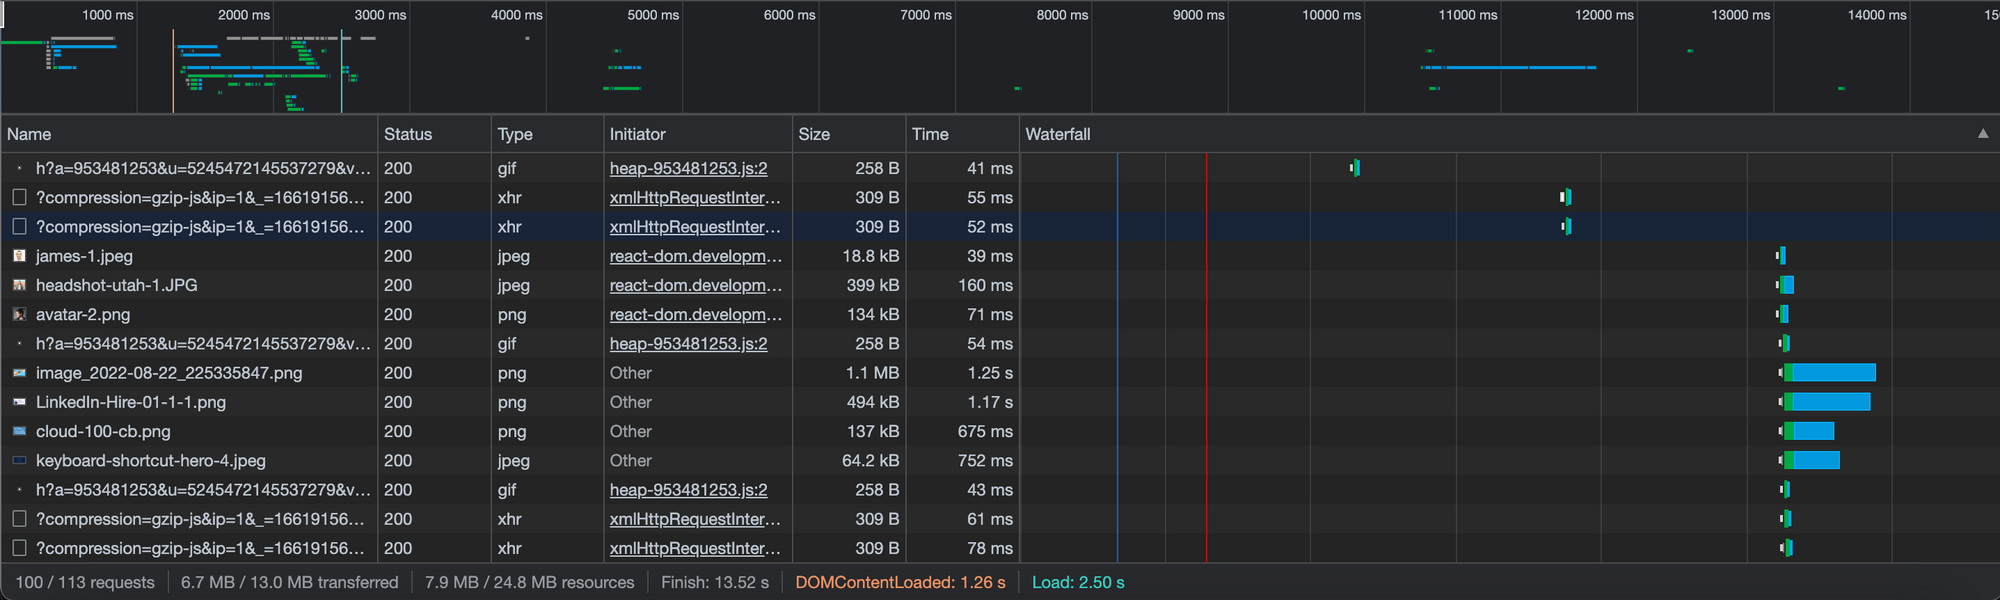 1000 ms 2000 ms 3000 ms 4000 ms 5000 ms 6000 ms 7000 ms 8000 ms 9000 ms 10000 ms 11000 ms 12000 ms 13000 ms 14000 ms 15
Name Status Type Initiator Size Time Waterfall
h?a=953481253&u=5245472145537279&v... 200 gif heap-953481253.js:2 258 B 41 ms
?compression=gzip-js&ip=1&_=16619156... 200 xhr xmlHttpRequestInter... 309 B 55 ms
?compression=gzip-js&ip=1&_=16619156... 200 xhr xmlHttpRequestInter... 309 B 52 ms
james-1.jpeg 200 jpeg react-dom.developm... 18.8 kB 39 ms
headshot-utah-1.JPG 200 jpeg react-dom.developm... 399 kB 160 ms
avatar-2.png 200 png react-dom.developm... 134 kB 71 ms
h?a=953481253&u=5245472145537279&v... 200 gif heap-953481253.js:2 258 B 54 ms
image_2022-08-22_225335847.png 200 png Other 1.1 MB 1.25 s
LinkedIn-Hire-01-1-1.png 200 png Other 494 kB 1.17 s
cloud-100-cb.png 200 png Other 137 kB 675 ms
keyboard-shortcut-hero-4.jpeg 200 jpeg Other 64.2 kB 752 ms
h?a=953481253&u=5245472145537279&v... 200 gif heap-953481253.js:2 258 B 43 ms
?compression=gzip-js&ip=1&_=16619156... 200 xhr xmlHttpRequestInter... 309 B 61 ms
?compression=gzip-js&ip=1&_=16619156... 200 xhr xmlHttpRequestInter... 309 B 78 ms
100 / 113 requests 6.7 MB / 13.0 MB transferred 7.9 MB / 24.8 MB resources Finish: 13.52 s DOMContentLoaded: 1.26 s Load: 2.50 s